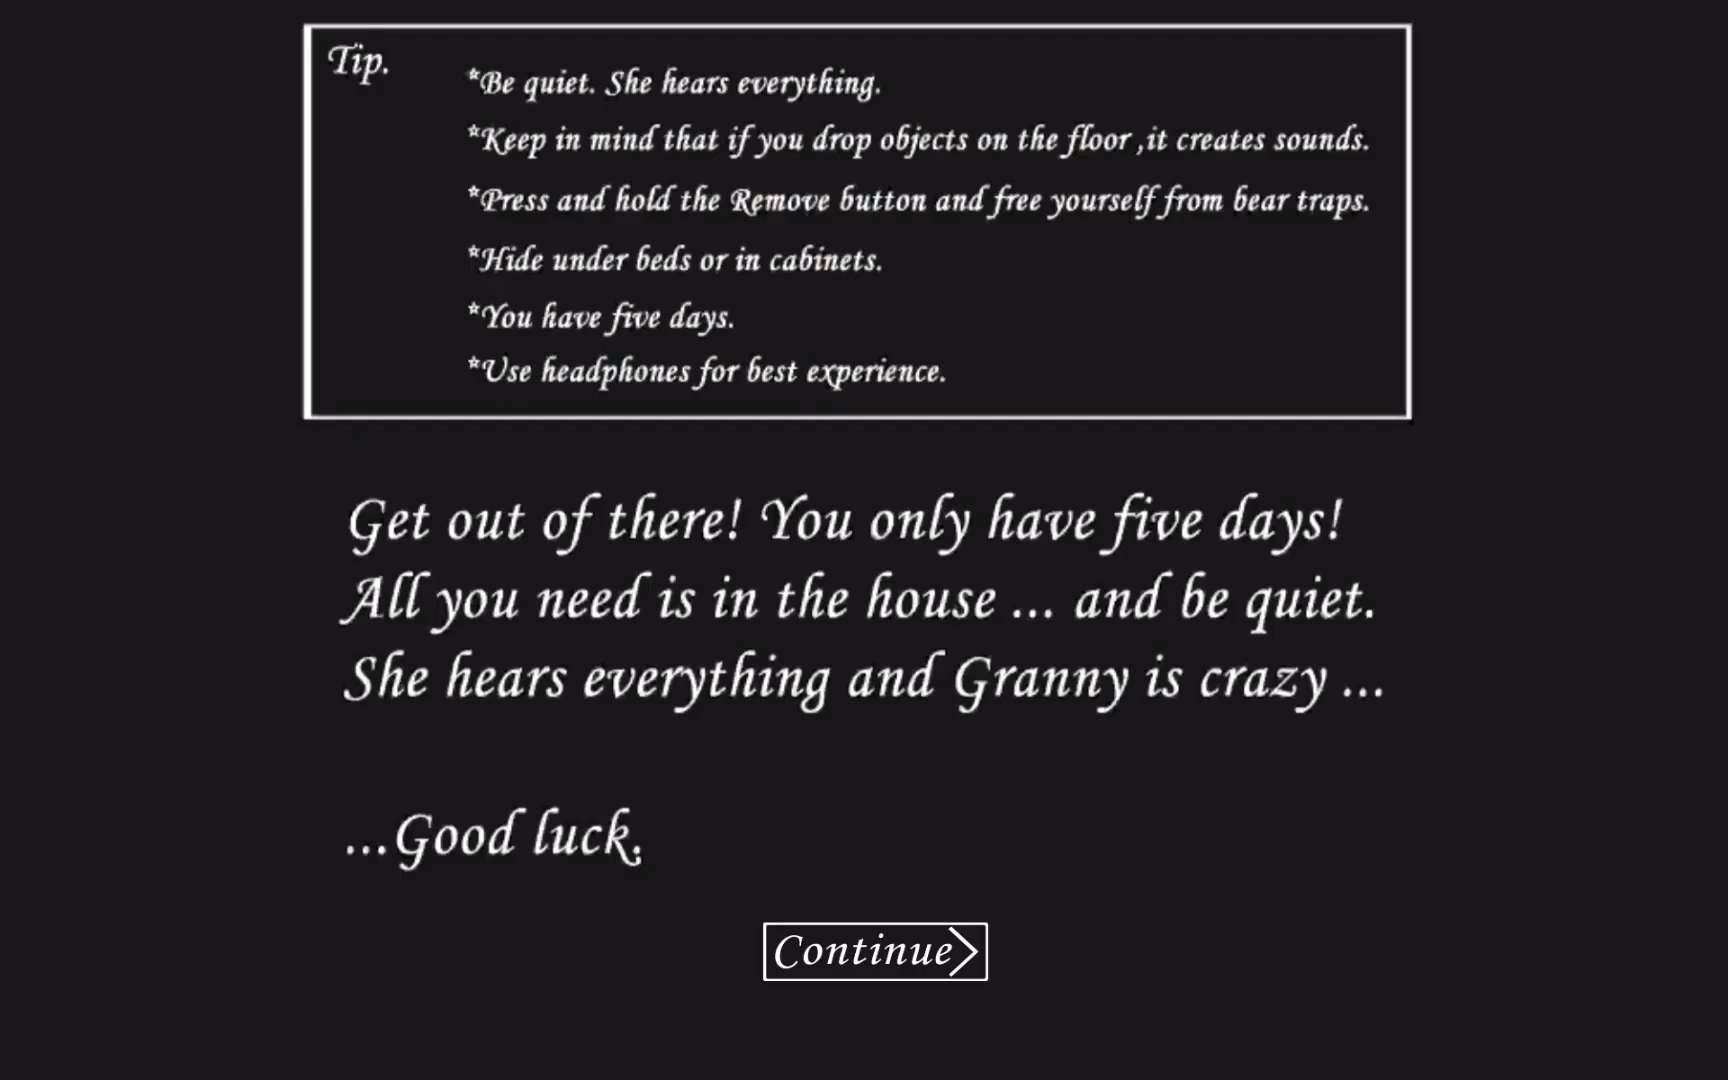 Tip.
*Be quiet. She hears everything.
*Keep in mind that if you drop objects on the floor ,it creates sounds.
*Press and hold the Remove button and free yourself from bear traps.
*Hide under beds or in cabinets.
*You have five days.
*Use headphones for best experience.
Get out of there! You only have five days!
All you need is in the house ... and be quiet.
She hears everything and Granny is crazy ...
...Good luck.
Continue